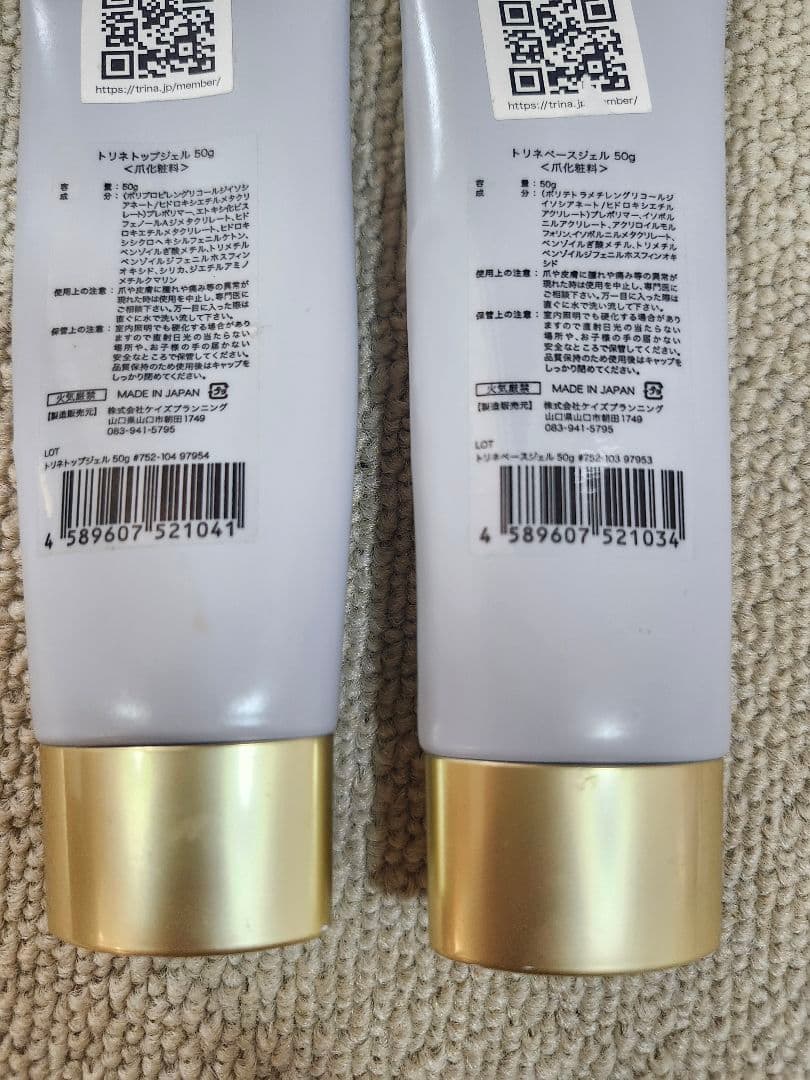 https://trina.jp/member/
トリネトップジェル 50g
<爪化粧料>
容 量：50g
成 分：(ポリプロピレングリコールジイソシ
アネート/ヒドロキシエチルメタクリ
レート)プレポリマー、エトキシ化ビス
フェノールAジメタクリレート、ヒド
ロキエチルメタクリレート、ヒドロキ
シシクロヘキシルフェニルケトン、
ベンゾイルぎ酸メチル、トリメチル
ベンゾイルジフェニルホスフィン
オキシド、シリカ、ジエチルアミノ
メチルクマリン
使用上の注意：爪や皮膚に腫れや痛み等の異常が
現れた時は使用を中止し、専門医に
ご相談下さい。万一目に入った際は
直ぐに水で洗い流して下さい。
保管上の注意：室内照明でも硬化する場合があり
ますので直射日光の当たらない
場所や、お子様の手の届かない
安全なところで保管してください。
品質保持のため使用後はキャップを
しっかり閉めてください。
火気厳禁 MADE IN JAPAN プラ
【製造販売元】 株式会社ケイズプランニング
山口県山口市朝田1749
083-941-5795
LOT
トリネトップジェル 50g #752-104 97954
4 589607 521041
https://trina.jp mber/
トリネベースジェル 50g
<爪化粧料>
容 量：50g
成 分：(ポリテトラメチレングリコールジ
イソシアネート/ヒドロキシエチル
アクリレート)プレポリマー、イソボル
ニルアクリレート、アクリロイルモル
フォリン、イソボルニルメタクリレート、
ベンゾイルぎ酸メチル、トリメチル
ベンゾイルジフェニルホスフィンオキ
シド
使用上の注意：爪や皮膚に腫れや痛み等の異常が
現れた時は使用を中止し、専門医に
ご相談下さい。万一目に入った際は
直ぐに水で洗い流して下さい。
保管上の注意：室内照明でも硬化する場合があり
ますので直射日光の当たらない
場所や、お子様の手の届かない
安全なところで保管してください。
品質保持のため使用後はキャップを
しっかり閉めてください。
火気厳禁 MADE IN JAPAN プラ
【製造販売元】 株式会社ケイズプランニング
山口県山口市朝田1749
083-941-5795
LOT
トリネベースジェル 50g #752-103 97953
4 589607 521034